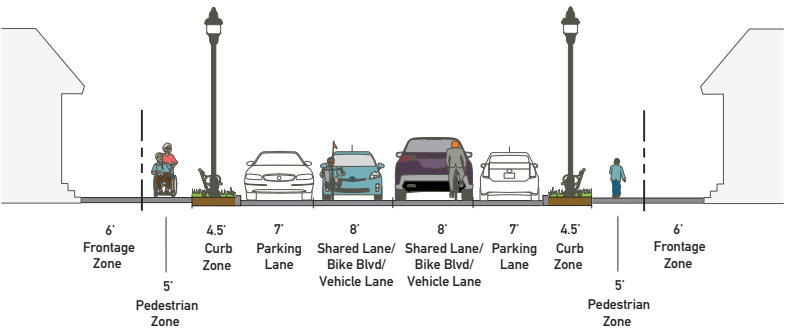 6’
Frontage
Zone
5’
Pedestrian
Zone
4.5’
Curb
Zone
7’
Parking
Lane
8’
Shared Lane/
Bike Blvd/
Vehicle Lane
8’
Shared Lane/
Bike Blvd/
Vehicle Lane
7’
Parking
Lane
4.5’
Curb
Zone
5’
Pedestrian
Zone
6’
Frontage
Zone